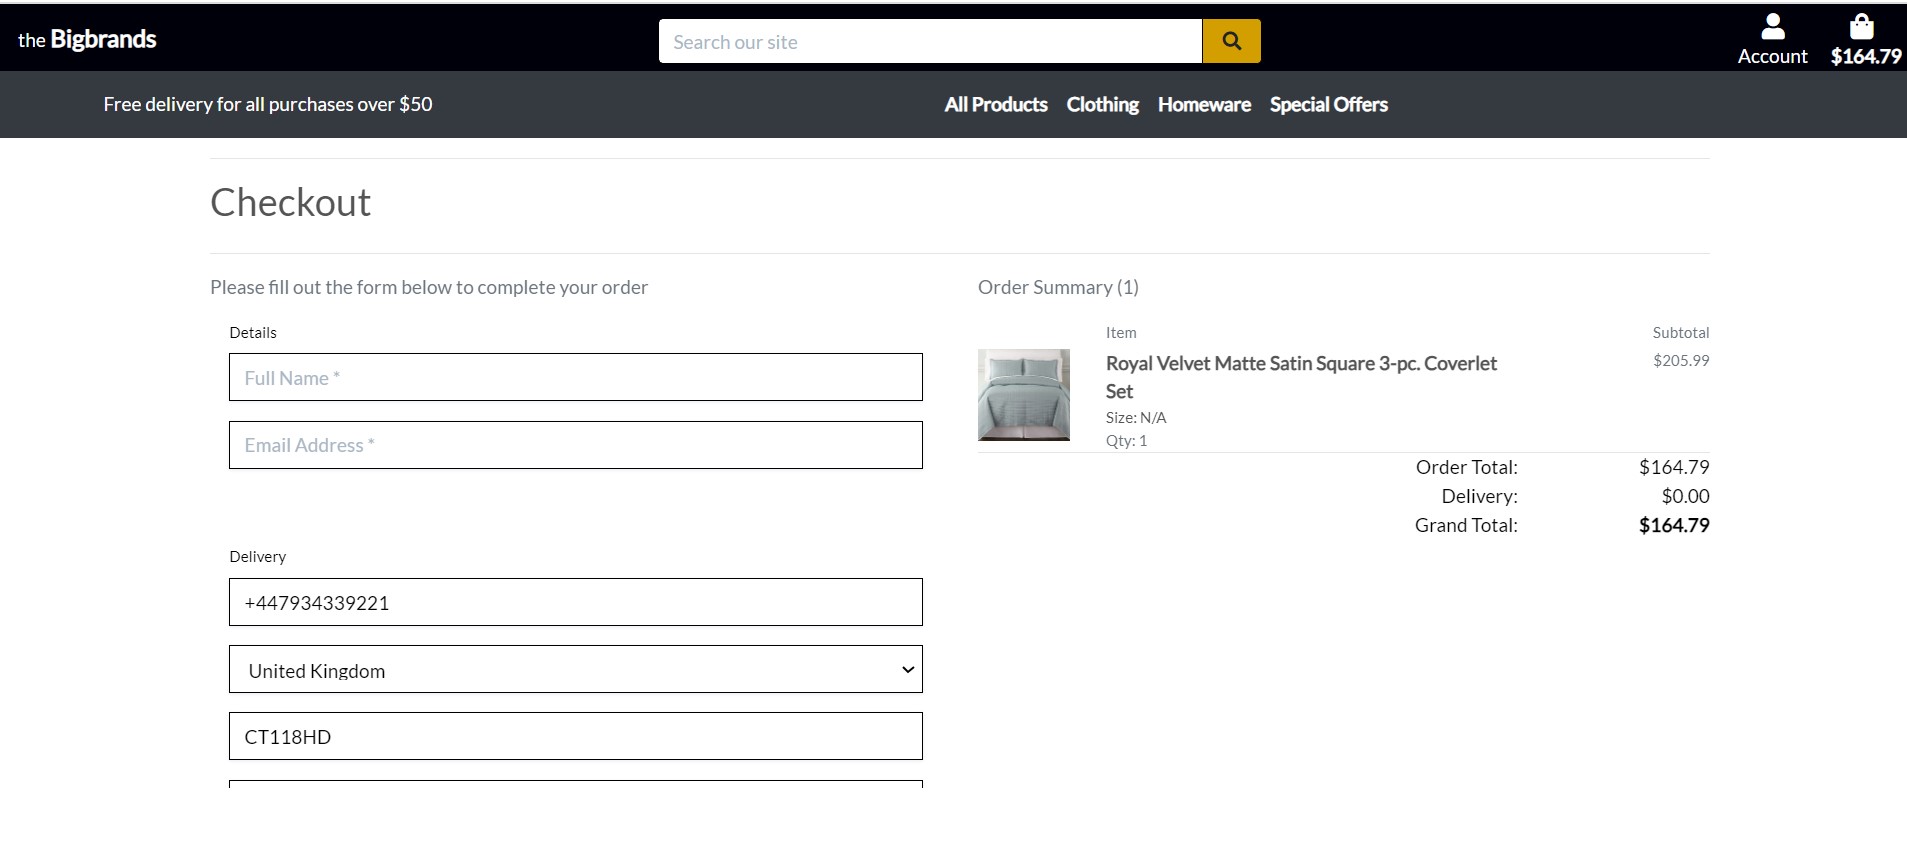 the Bigbrands
Search our site
Account
$164.79
Free delivery for all purchases over $50
All Products Clothing Homeware Special Offers
Checkout
Please fill out the form below to complete your order
Details
Full Name *
Email Address *
Delivery
+447934339221
United Kingdom
CT118HD
Order Summary (1)
Item Subtotal
Royal Velvet Matte Satin Square 3-pc. Coverlet $205.99
Set
Size: N/A
Qty: 1
Order Total: $164.79
Delivery: $0.00
Grand Total: $164.79